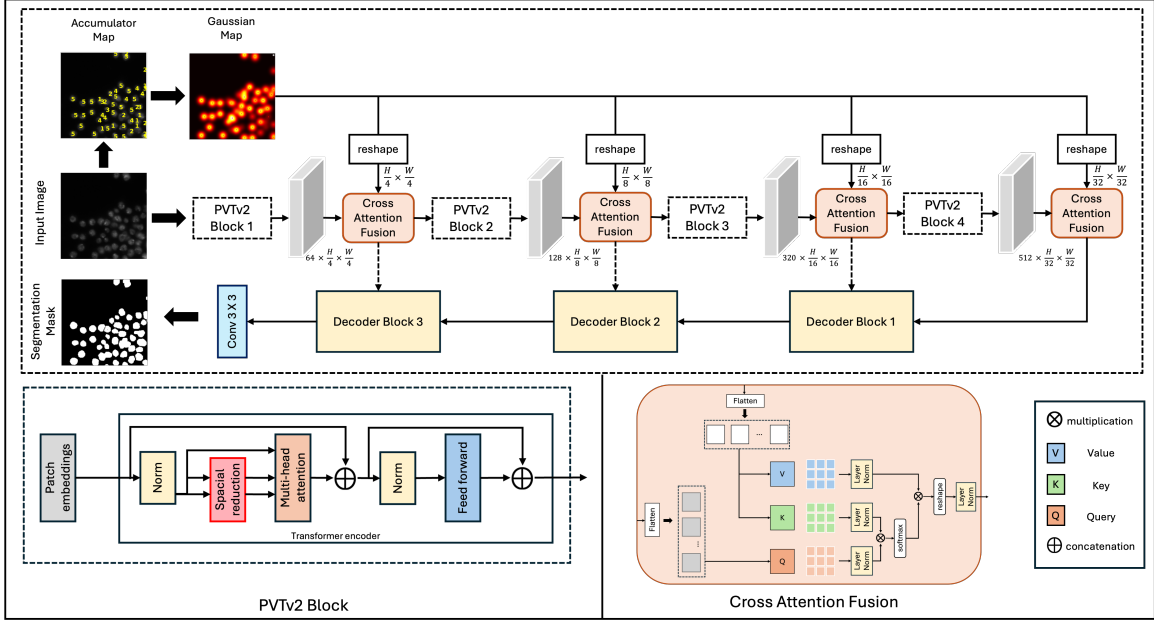 Accumulator
Map
Gaussian
Map
Input Image
Segmentation
Mask
reshape
reshape
reshape
reshape
H/4 × W/4
H/8 × W/8
H/16 × W/16
H/32 × W/32
PVTv2
Block 1
Cross
Attention
Fusion
PVTv2
Block 2
Cross
Attention
Fusion
PVTv2
Block 3
Cross
Attention
Fusion
PVTv2
Block 4
Cross
Attention
Fusion
64 × H/4 × W/4
128 × H/8 × W/8
320 × H/16 × W/16
512 × H/32 × W/32
Conv 3 X 3
Decoder Block 3
Decoder Block 2
Decoder Block 1
Patch
embeddings
Norm
Spacial
reduction
Multi-head
attention
Norm
Feed forward
Transformer encoder
PVTv2 Block
Flatten
...
Flatten
...
V
K
Q
Layer
Norm
Layer
Norm
Layer
Norm
softmax
reshape
Layer
Norm
Cross Attention Fusion
multiplication
V Value
K Key
Q Query
concatenation